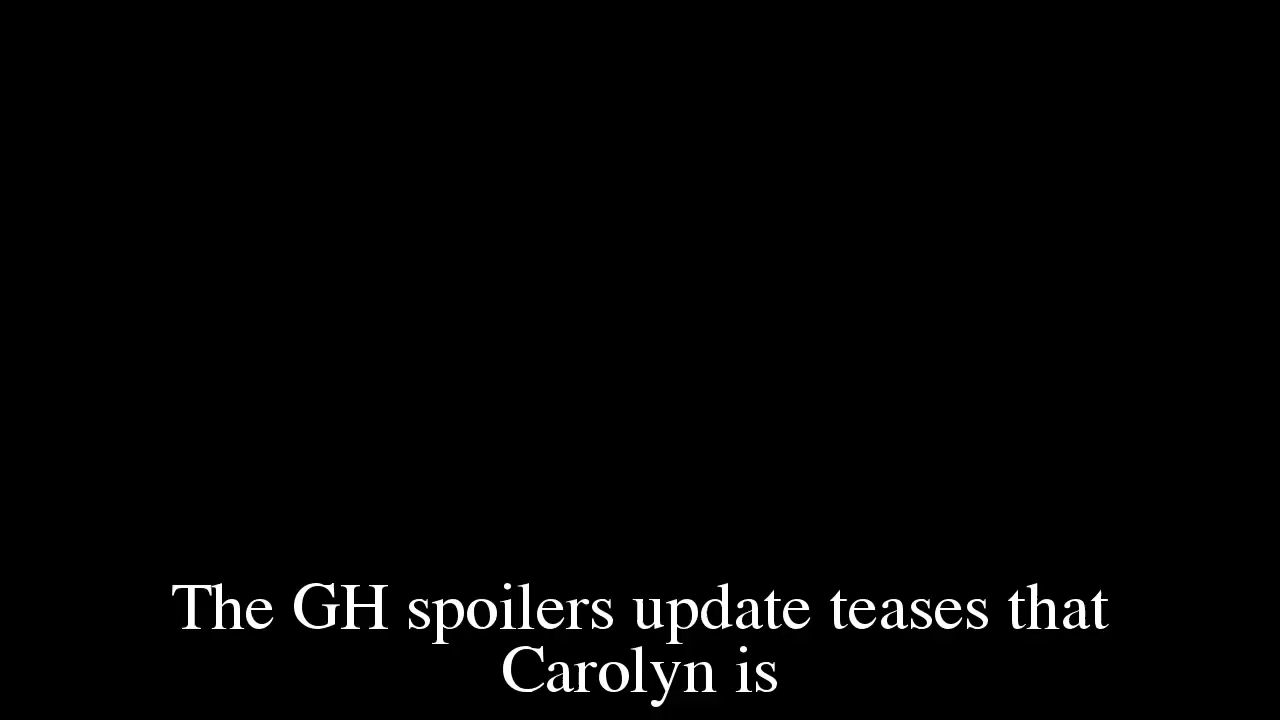 The GH spoilers update teases that
Carolyn is